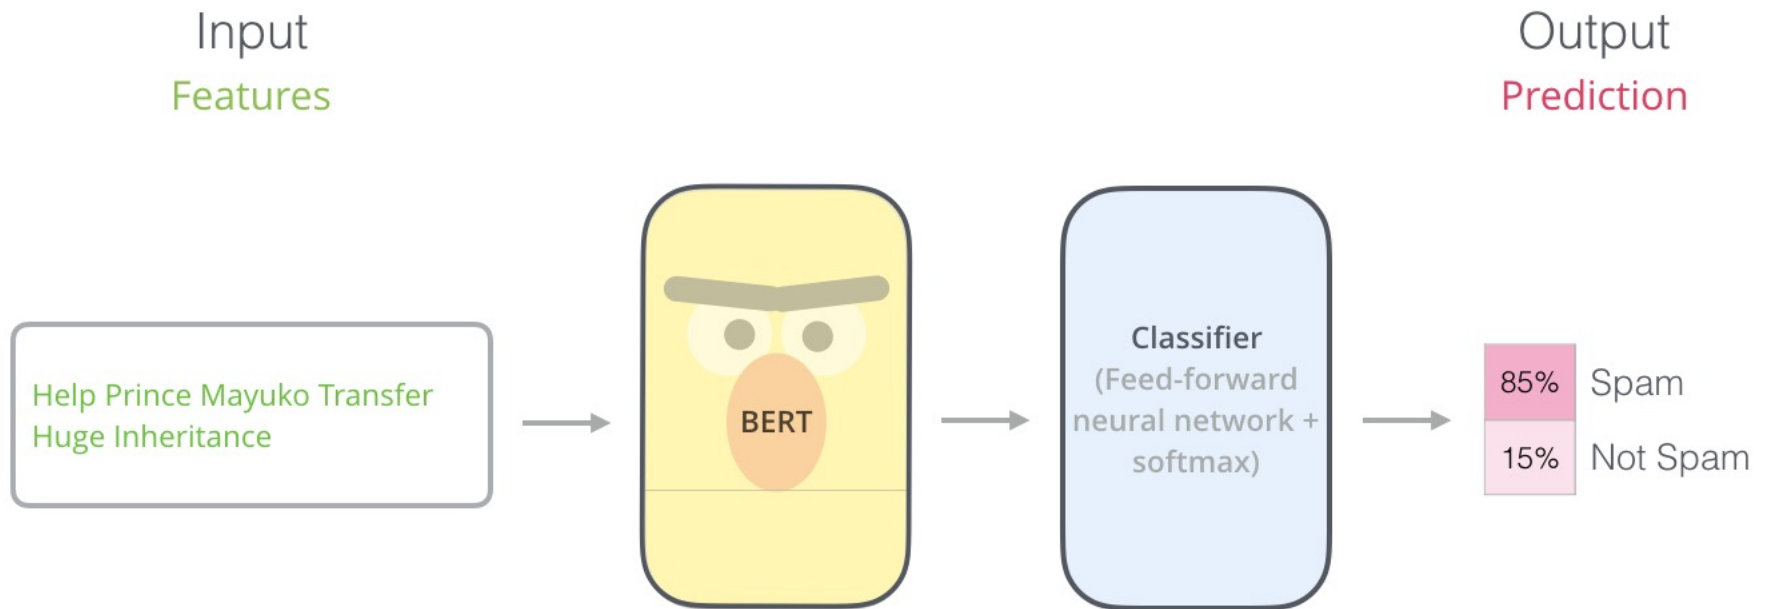 Input
Features
Output
Prediction
Help Prince Mayuko Transfer
Huge Inheritance
BERT
Classifier
(Feed-forward
neural network +
softmax)
85% Spam
15% Not Spam